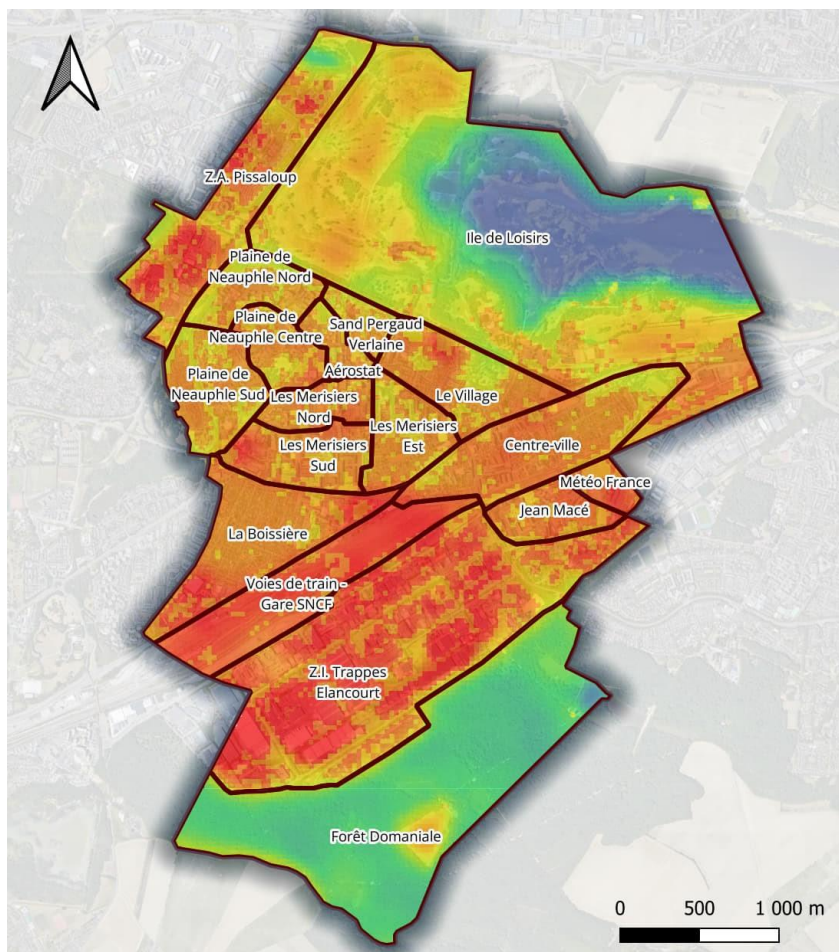 Z.A. Pissaloup
Ile de Loisirs
Plaine de
Neauphle Nord
Plaine de
Neauphle Centre
Sand Pergaud
Verlaine
Aérostat
Plaine de
Neauphle Sud
Les Merisiers
Nord
Le Village
Les Merisiers
Est
Les Merisiers
Sud
Centre-ville
Météo France
Jean Macé
La Boissière
Voies de train -
Gare SNCF
Z.I. Trappes
Elancourt
Forêt Domaniale
0 500 1 000 m